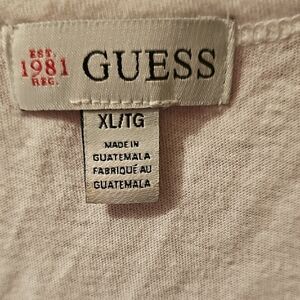 EST.
1981 GUESS
REG.
XL/TG
MADE IN
GUATEMALA
FABRIQUÉ AU
GUATEMALA